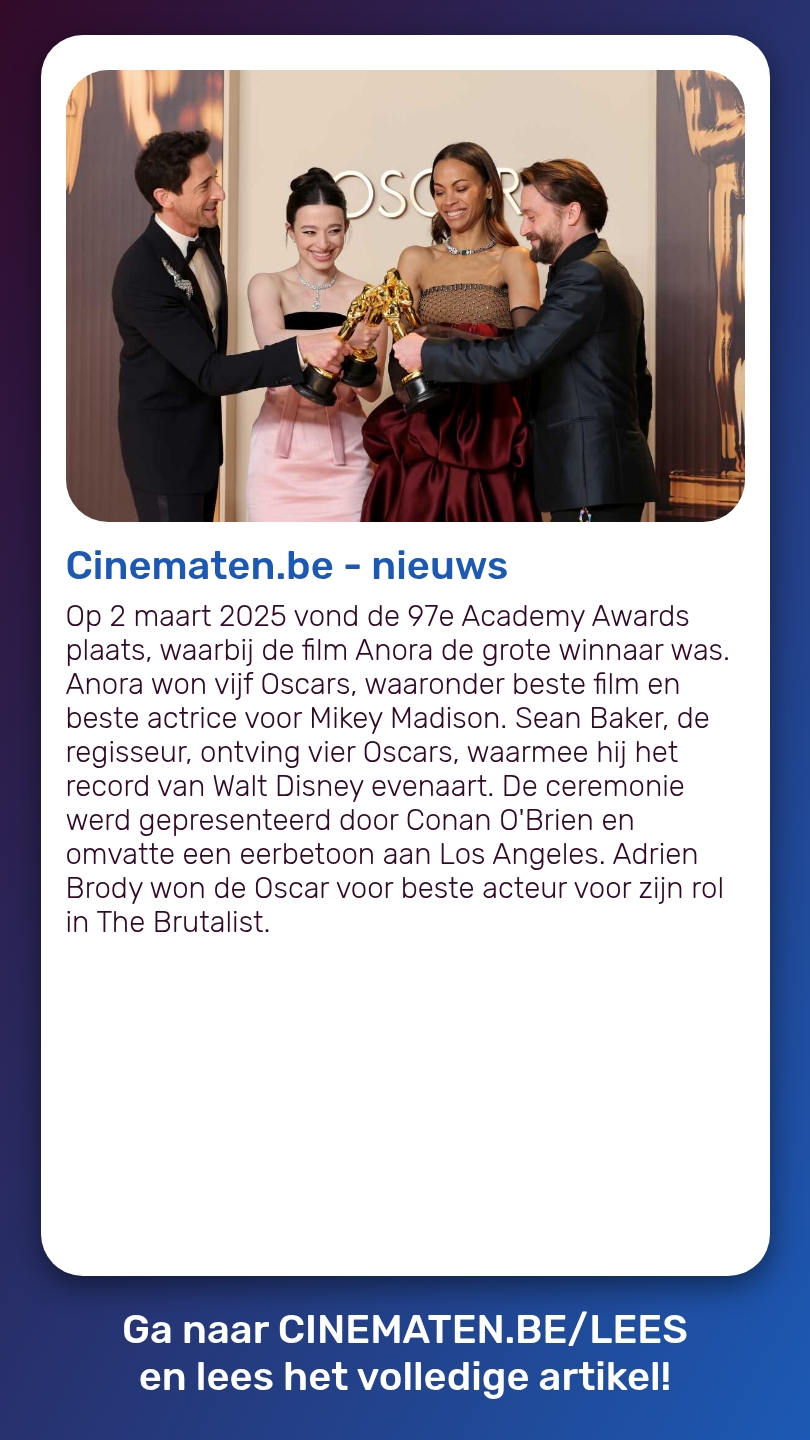 OSCARS
Cinematen.be - nieuws
Op 2 maart 2025 vond de 97e Academy Awards
plaats, waarbij de film Anora de grote winnaar was.
Anora won vijf Oscars, waaronder beste film en
beste actrice voor Mikey Madison. Sean Baker, de
regisseur, ontving vier Oscars, waarmee hij het
record van Walt Disney evenaart. De ceremonie
werd gepresenteerd door Conan O'Brien en
omvatte een eerbetoon aan Los Angeles. Adrien
Brody won de Oscar voor beste acteur voor zijn rol
in The Brutalist.
Ga naar CINEMATEN.BE/LEES
en lees het volledige artikel!